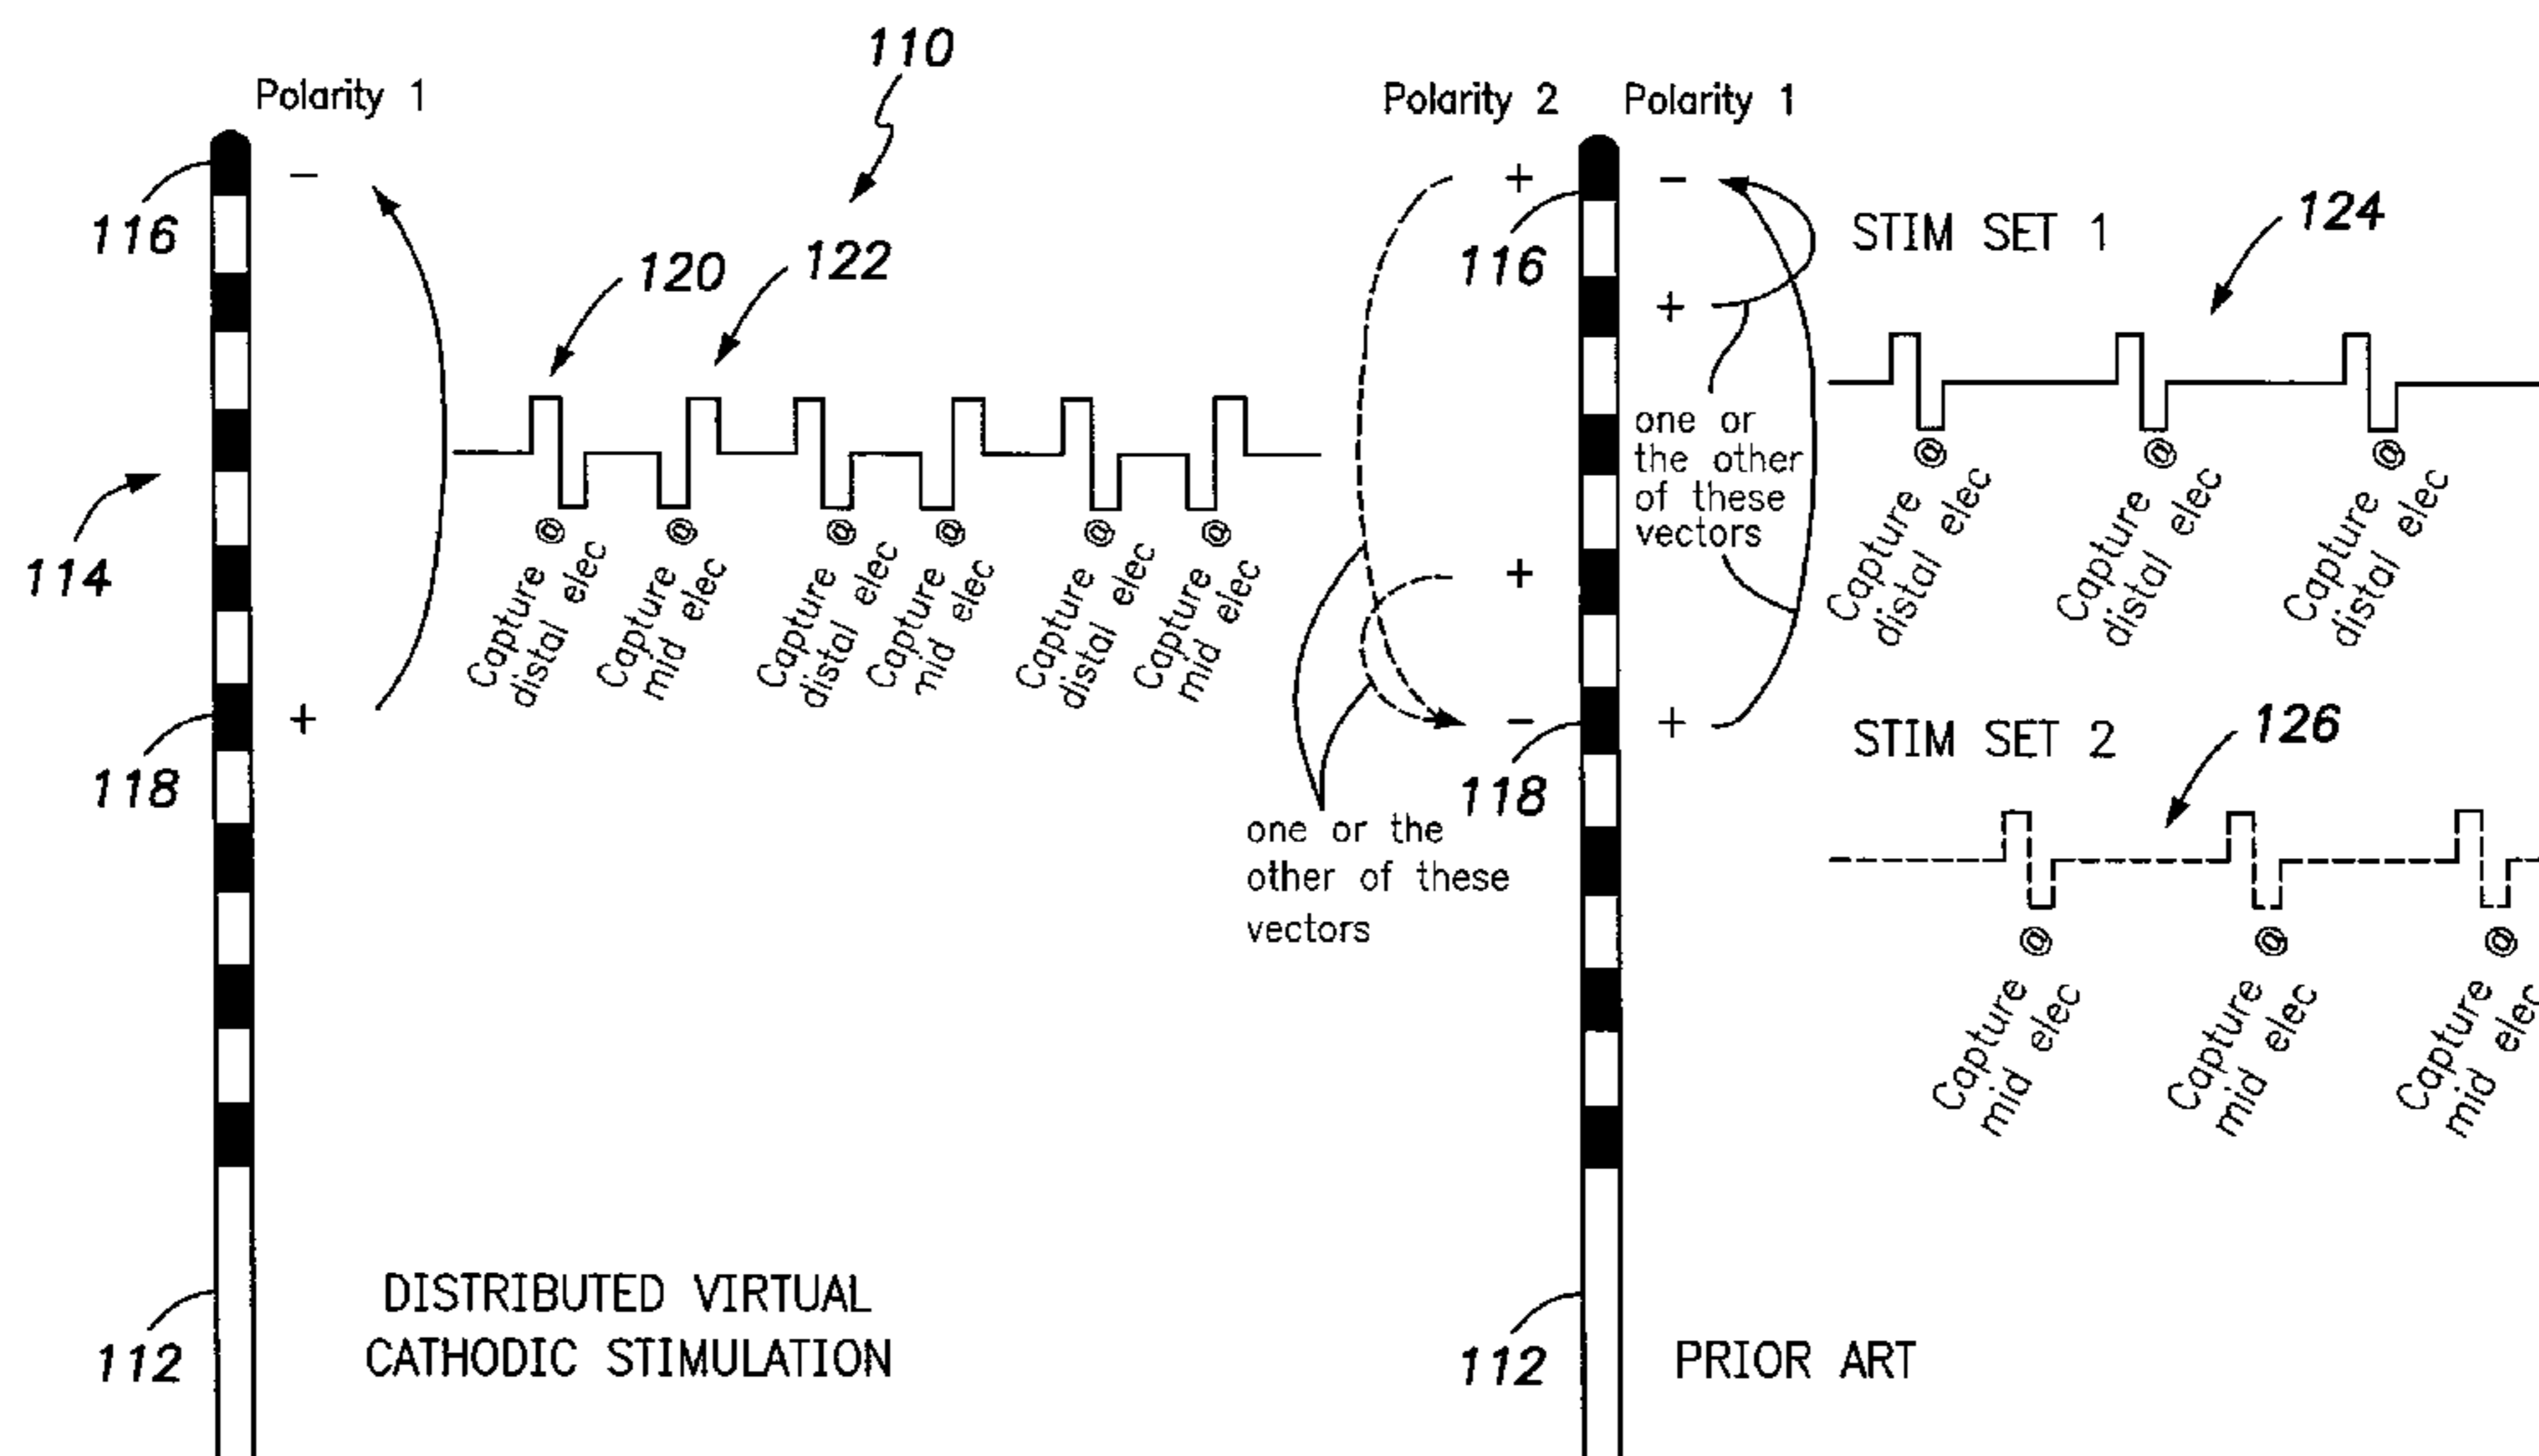 110
Polarity 1
−
116
120
122
114
Capture @
distal elec
Capture @
mid elec
Capture @
distal elec
Capture @
mid elec
Capture @
distal elec
Capture @
mid elec
118
+
112
DISTRIBUTED VIRTUAL
CATHODIC STIMULATION
Polarity 2
Polarity 1
+
−
116
+
STIM SET 1
124
one or
the other
of these
vectors
Capture @
distal elec
Capture @
distal elec
Capture @
distal elec
+
−
+
118
one or the
other of these
vectors
STIM SET 2
126
Capture @
mid elec
Capture @
mid elec
Capture @
mid elec
112
PRIOR ART